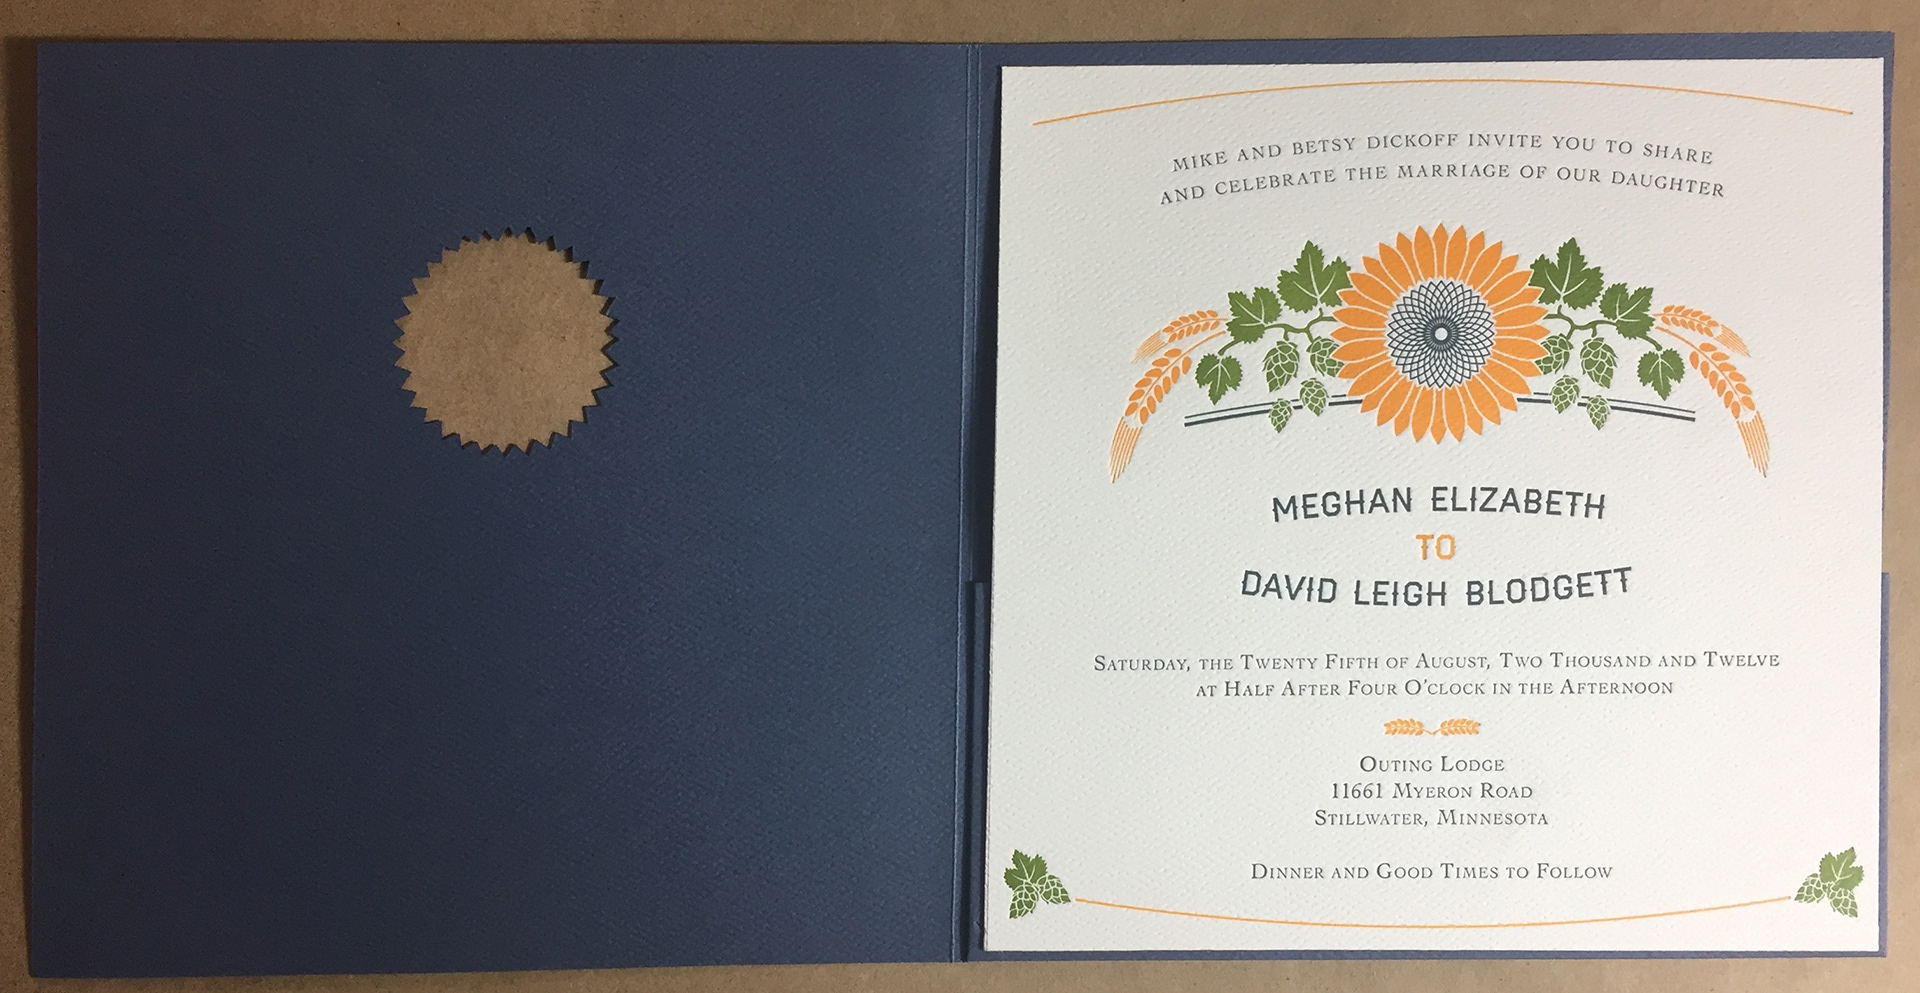 MIKE AND BETSY DICKOFF INVITE YOU TO SHARE
AND CELEBRATE THE MARRIAGE OF OUR DAUGHTER
MEGHAN ELIZABETH
TO
DAVID LEIGH BLODGETT
SATURDAY, THE TWENTY FIFTH OF AUGUST, TWO THOUSAND AND TWELVE
AT HALF AFTER FOUR O'CLOCK IN THE AFTERNOON
OUTING LODGE
11661 MYERON ROAD
STILLWATER, MINNESOTA
DINNER AND GOOD TIMES TO FOLLOW